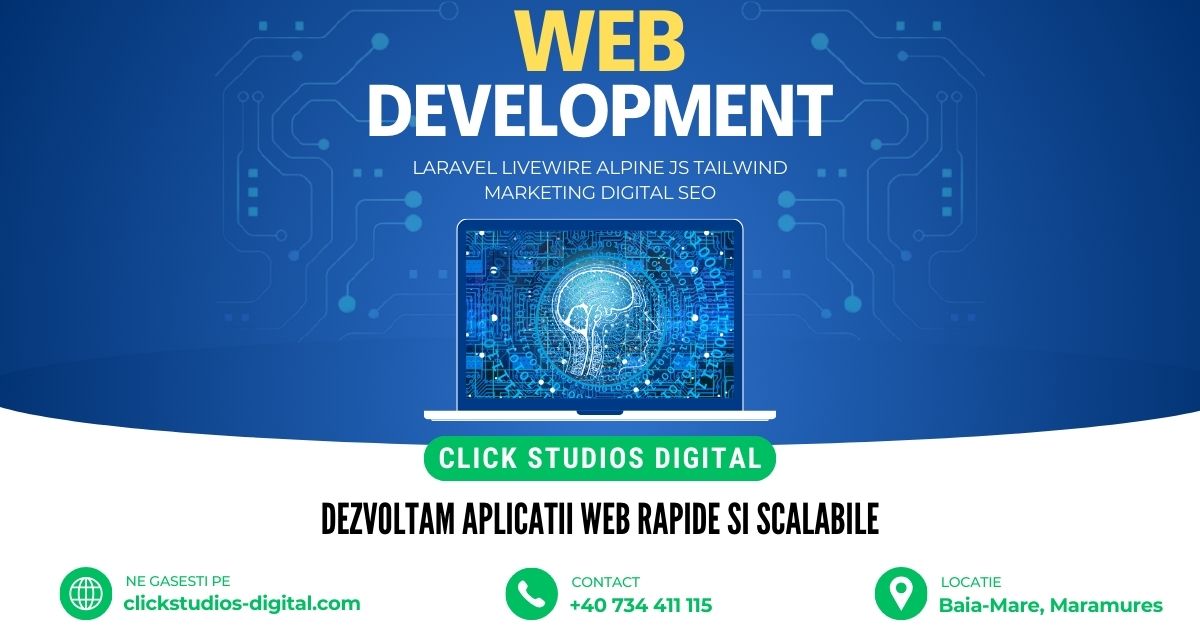 WEB
DEVELOPMENT
LARAVEL LIVEWIRE ALPINE JS TAILWIND
MARKETING DIGITAL SEO
CLICK STUDIOS DIGITAL
DEZVOLTAM APLICATII WEB RAPIDE SI SCALABILE
NE GASESTI PE
clickstudios-digital.com
CONTACT
+40 734 411 115
LOCATIE
Baia-Mare, Maramures